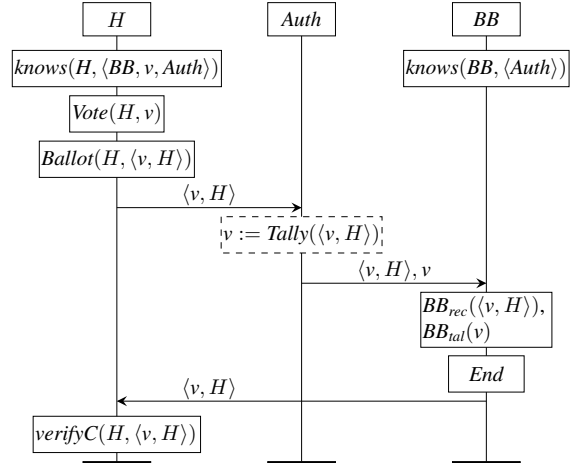 H Auth BB
knows(H, ⟨BB, v, Auth⟩) knows(BB, ⟨Auth⟩)
Vote(H, v)
Ballot(H, ⟨v, H⟩)
⟨v, H⟩
v := Tally(⟨v, H⟩)
⟨v, H⟩, v
BB_rec(⟨v, H⟩),
BB_tal(v)
End
⟨v, H⟩
verifyC(H, ⟨v, H⟩)